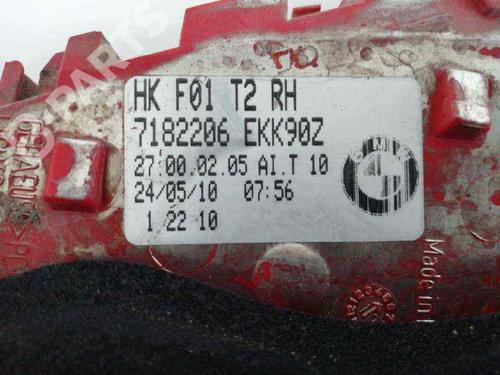 HK F01 T2 RH
7182206 EKK90Z
27.00.02.05 AI.T 10
24/05/10 07:56
1 22 10
Made in